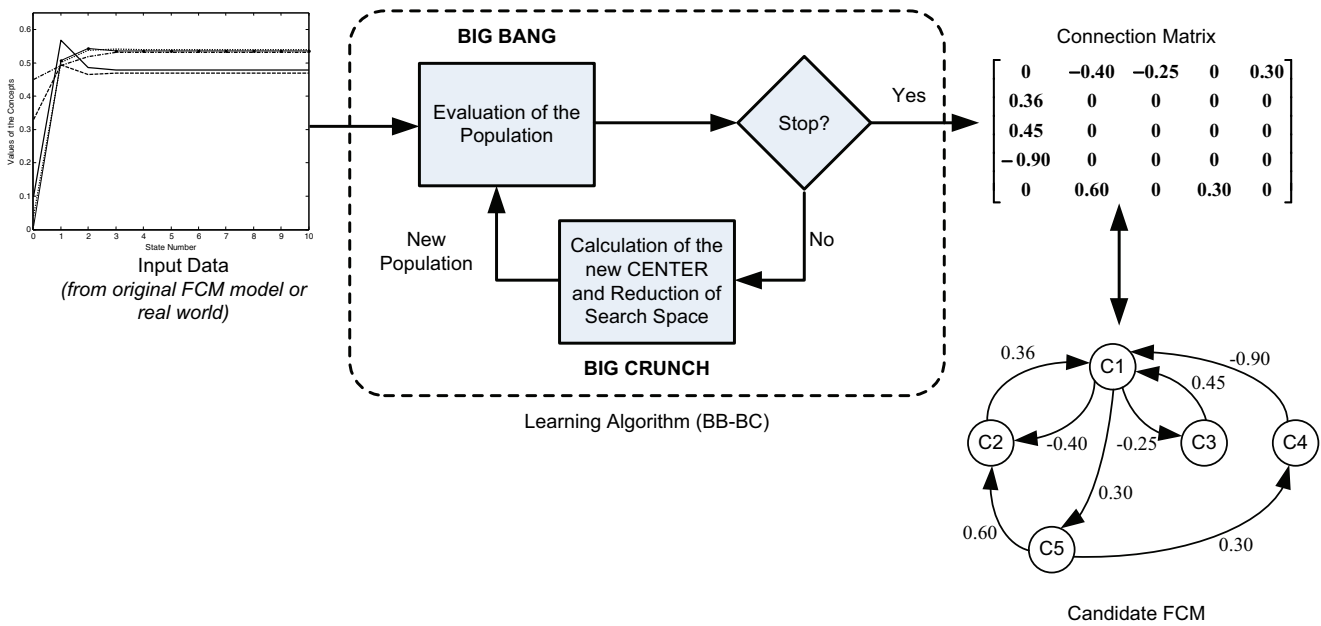 0.6
0.5
0.4
0.3
0.2
0.1
0
Values of the Concepts
0 1 2 3 4 5 6 7 8 9 10
State Number
Input Data
(from original FCM model or
real world)
BIG BANG
Evaluation of the
Population
Stop?
Yes
No
New
Population
Calculation of the
new CENTER
and Reduction of
Search Space
BIG CRUNCH
Learning Algorithm (BB-BC)
Connection Matrix
0 −0.40 −0.25 0 0.30
0.36 0 0 0 0
0.45 0 0 0 0
−0.90 0 0 0 0
0 0.60 0 0.30 0
0.36
C1
-0.90
0.45
C2
-0.40
-0.25
C3
C4
0.30
0.60
C5
0.30
Candidate FCM